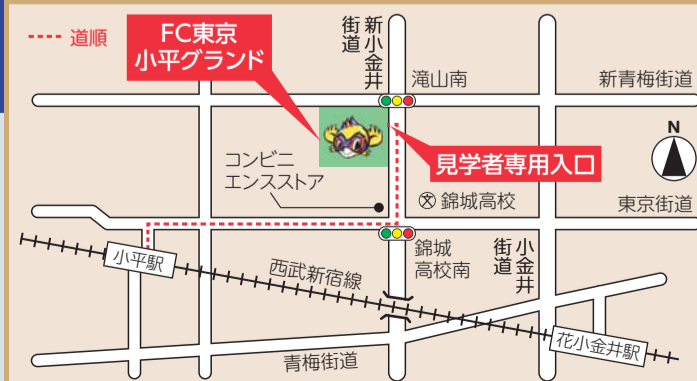 道順
FC東京
小平グランド
新小金井
街道
滝山南
新青梅街道
N
見学者専用入口
コンビニ
エンスストア
錦城高校
東京街道
小平駅
西武新宿線
錦城
高校南
小金井
街道
花小金井駅
青梅街道